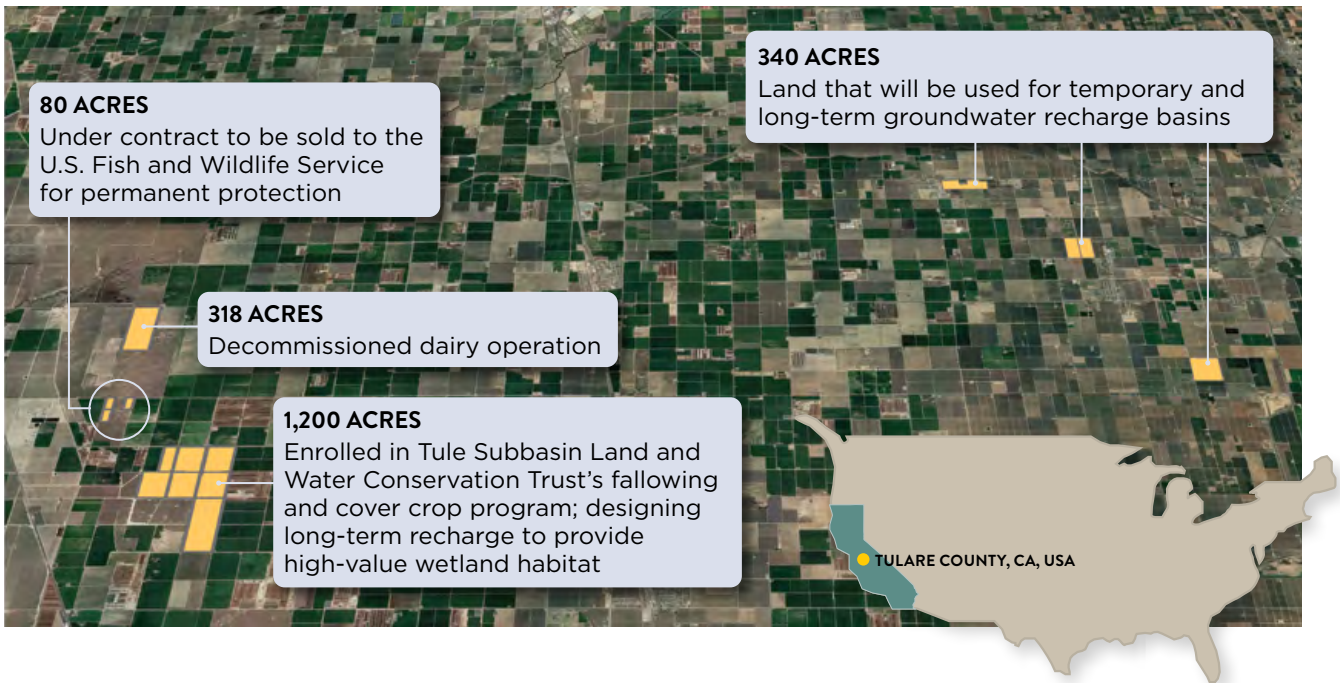 80 ACRES
Under contract to be sold to the
U.S. Fish and Wildlife Service
for permanent protection
340 ACRES
Land that will be used for temporary and
long-term groundwater recharge basins
318 ACRES
Decommissioned dairy operation
1,200 ACRES
Enrolled in Tule Subbasin Land and
Water Conservation Trust’s fallowing
and cover crop program; designing
long-term recharge to provide
high-value wetland habitat
TULARE COUNTY, CA, USA